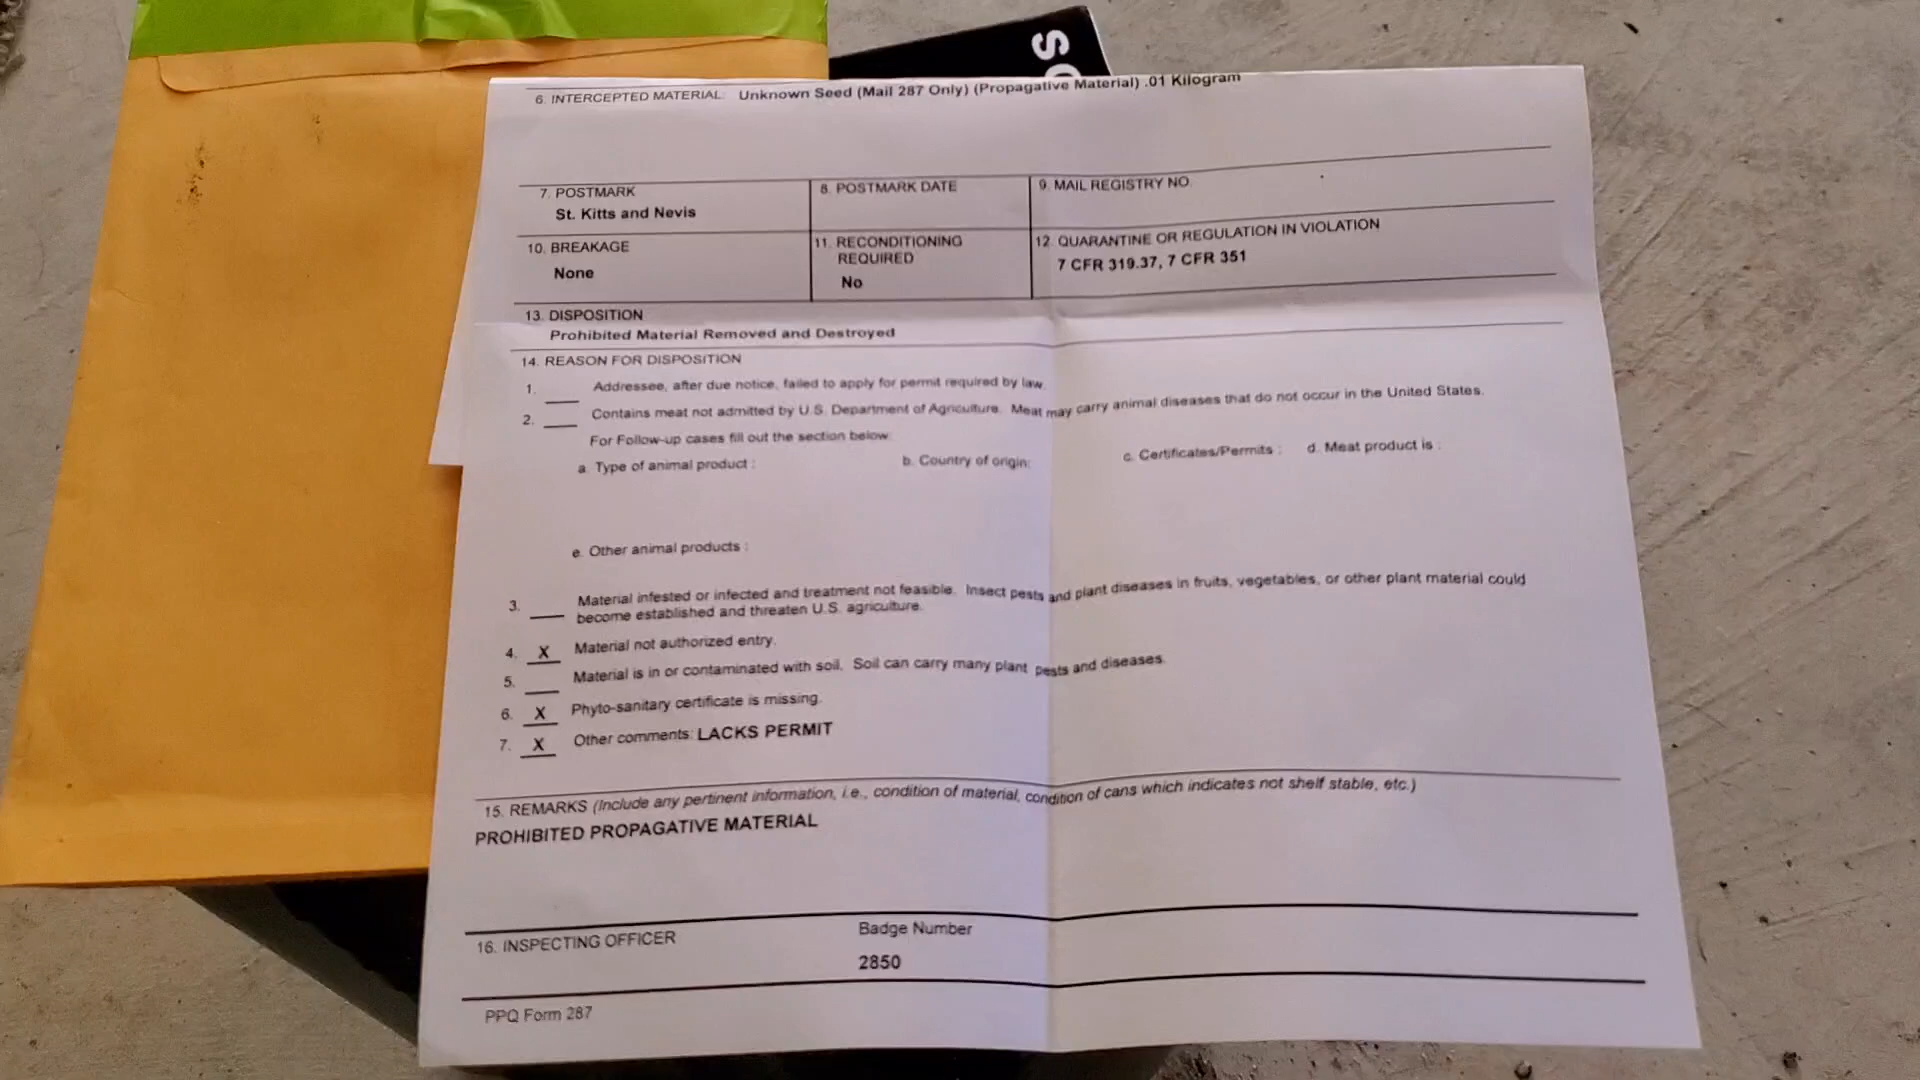 SO
6. INTERCEPTED MATERIAL: Unknown Seed (Mail 287 Only) (Propagative Material) .01 Kilogram
7. POSTMARK
St. Kitts and Nevis
8. POSTMARK DATE
9. MAIL REGISTRY NO.
10. BREAKAGE
None
11. RECONDITIONING
REQUIRED
No
12. QUARANTINE OR REGULATION IN VIOLATION
7 CFR 319.37, 7 CFR 351
13. DISPOSITION
Prohibited Material Removed and Destroyed
14. REASON FOR DISPOSITION
1. ___ Addressee, after due notice, failed to apply for permit required by law.
2. ___ Contains meat not admitted by U.S. Department of Agriculture. Meat may carry animal diseases that do not occur in the United States.
For Follow-up cases fill out the section below:
a. Type of animal product : b. Country of origin: c. Certificates/Permits : d. Meat product is :
e. Other animal products :
3. ___ Material infested or infected and treatment not feasible. Insect pests and plant diseases in fruits, vegetables, or other plant material could
become established and threaten U.S. agriculture.
4. X Material not authorized entry.
5. ___ Material is in or contaminated with soil. Soil can carry many plant pests and diseases.
6. X Phyto-sanitary certificate is missing.
7. X Other comments: LACKS PERMIT
15. REMARKS (Include any pertinent information, i.e., condition of material, condition of cans which indicates not shelf stable, etc.)
PROHIBITED PROPAGATIVE MATERIAL
16. INSPECTING OFFICER
Badge Number
2850
PPQ Form 287